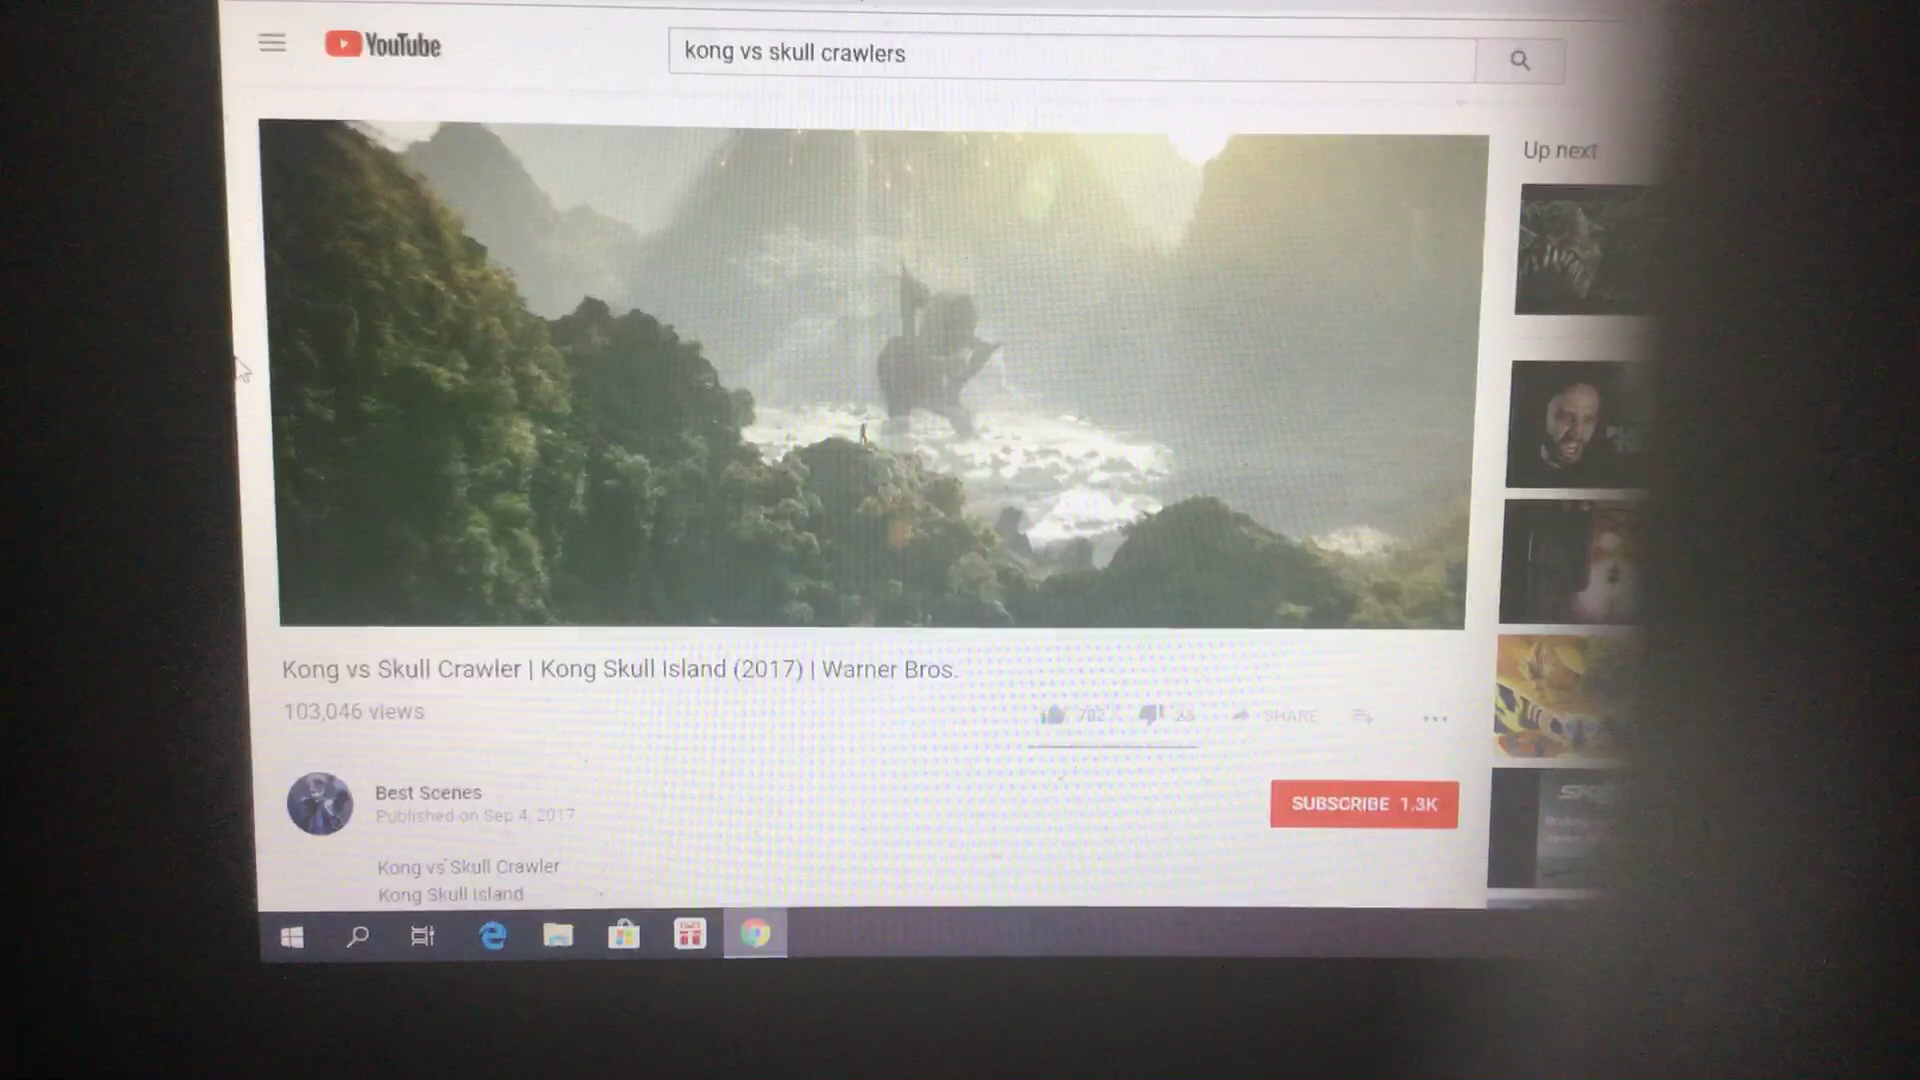 YouTube
kong vs skull crawlers
Up next
Kong vs Skull Crawler | Kong Skull Island (2017) | Warner Bros.
103,046 views
SHARE
Best Scenes
Published on Sep 4, 2017
SUBSCRIBE 1.3K
Kong vs Skull Crawler
Kong Skull Island